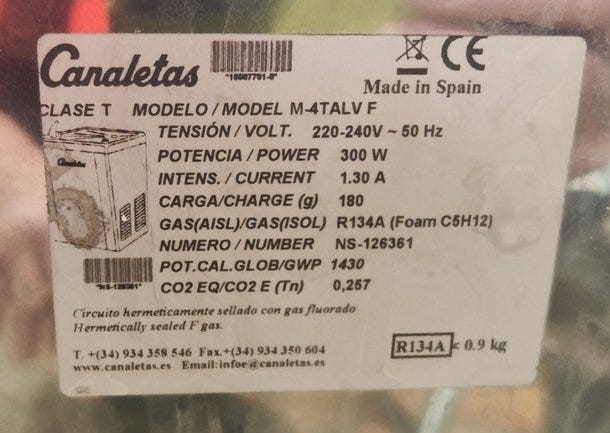 Canaletas
"10507701-0"
Made in Spain
CLASE T MODELO / MODEL M-4TALV F
TENSIÓN / VOLT. 220-240V ~ 50 Hz
POTENCIA / POWER 300 W
INTENS. / CURRENT 1.30 A
CARGA/CHARGE (g) 180
GAS(AISL)/GAS(ISOL) R134A (Foam C5H12)
NUMERO / NUMBER NS-126361
POT.CAL.GLOB/GWP 1430
CO2 EQ/CO2 E (Tn) 0,257
Canaletas
"NS-126361"
Circuito hermeticamente sellado con gas fluorado
Hermetically sealed F gas.
R134A < 0.9 kg
T. +(34) 934 358 546 Fax.+(34) 934 350 604
www.canaletas.es Email:infoe@canaletas.es